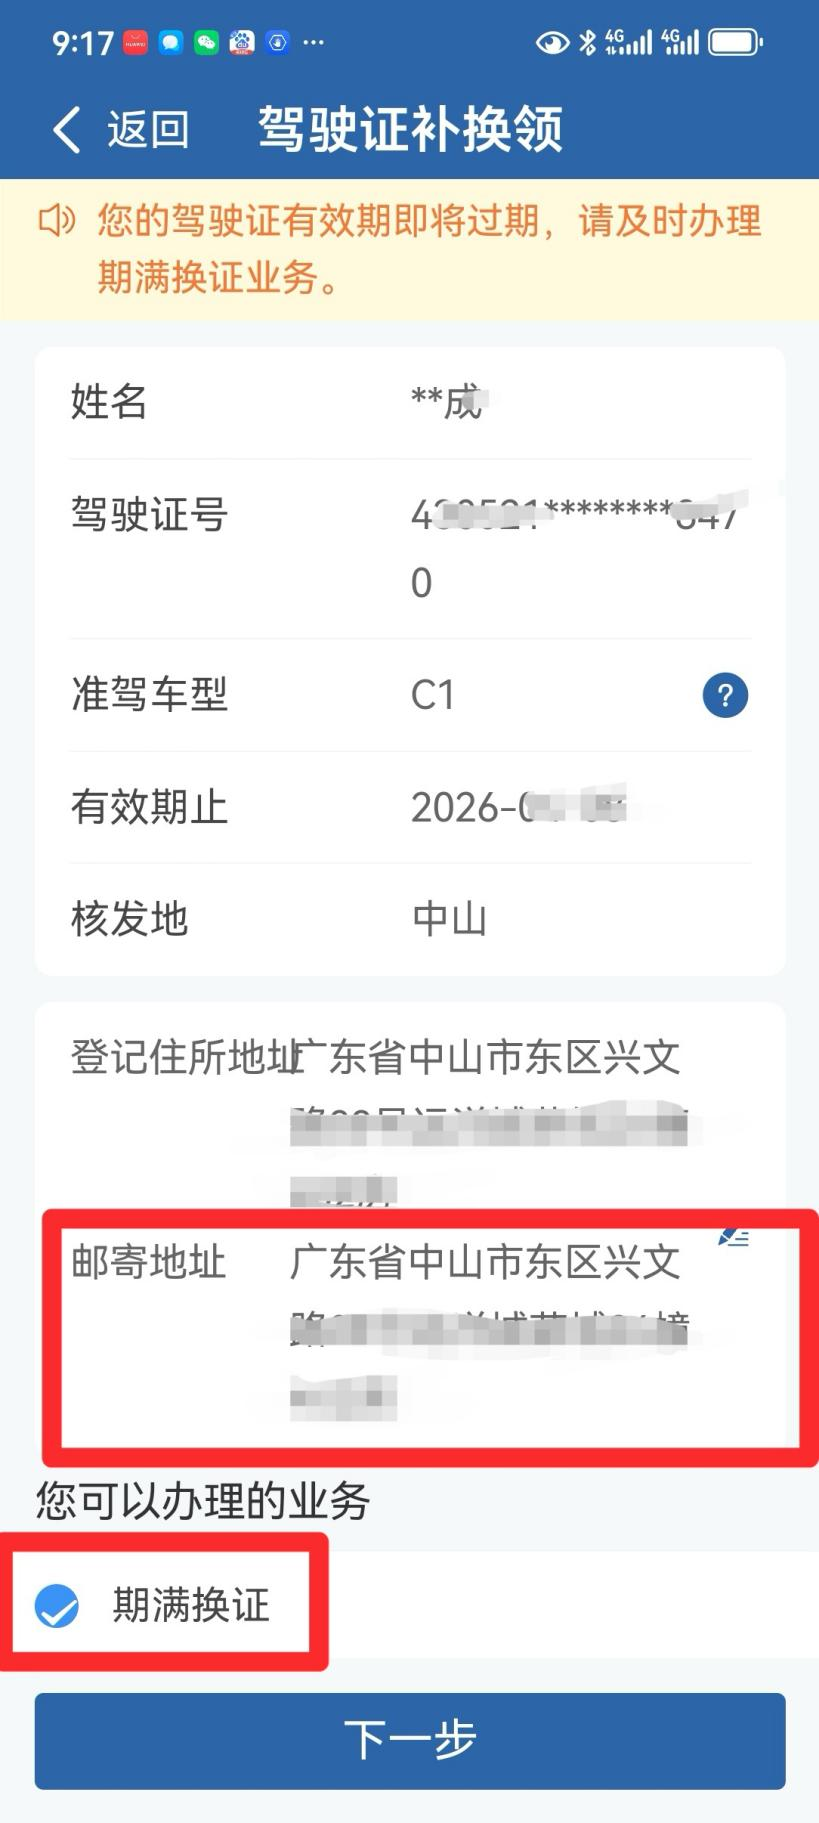 9:17
返回 驾驶证补换领
您的驾驶证有效期即将过期，请及时办理
期满换证业务。
姓名 **成
驾驶证号
0
准驾车型 C1 ?
有效期止 2026-
核发地 中山
登记住所地址 广东省中山市东区兴文
邮寄地址 广东省中山市东区兴文
您可以办理的业务
期满换证
下一步